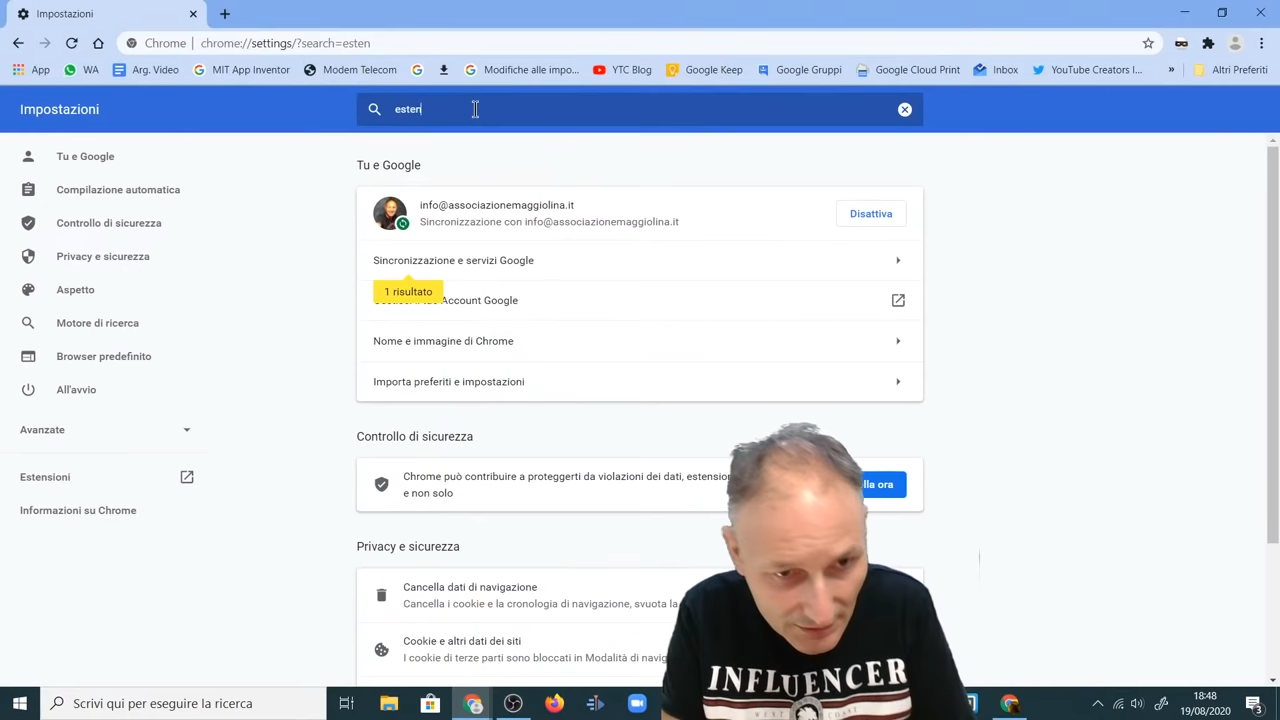 Impostazioni
Chrome | chrome://settings/?search=esten
App WA Arg. Video MIT App Inventor Modem Telecom Modifiche alle impo... YTC Blog Google Keep Google Gruppi Google Cloud Print Inbox YouTube Creators I... » Altri Preferiti
Impostazioni
esten
Tu e Google
Compilazione automatica
Controllo di sicurezza
Privacy e sicurezza
Aspetto
Motore di ricerca
Browser predefinito
All'avvio
Avanzate
Estensioni
Informazioni su Chrome
Tu e Google
info@associazionemaggiolina.it
Sincronizzazione con info@associazionemaggiolina.it
Disattiva
Sincronizzazione e servizi Google
1 risultato
Account Google
Nome e immagine di Chrome
Importa preferiti e impostazioni
Controllo di sicurezza
Chrome può contribuire a proteggerti da violazioni dei dati,
e non solo
ora
Privacy e sicurezza
Cancella dati di navigazione
Cancella i cookie e la cronologia di navigazione, svuota la
Cookie e altri dati dei siti
I cookie di terze parti sono bloccati in Modalità di
INFLUENCER
WEST COAST
Scrivi qui per eseguire la ricerca
18:48
19/08/2020
3